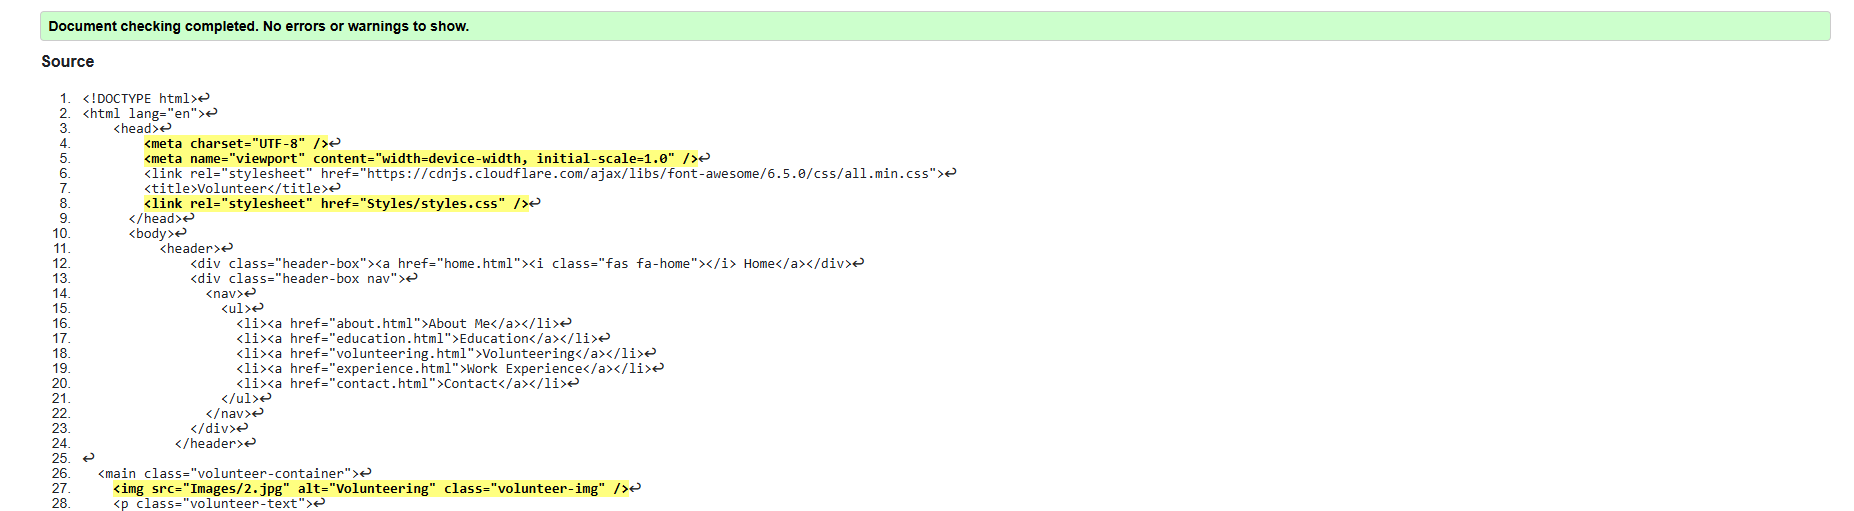 Document checking completed. No errors or warnings to show.
Source
1. <!DOCTYPE html>↩
2. <html lang="en">↩
3.     <head>↩
4.         <meta charset="UTF-8" />↩
5.         <meta name="viewport" content="width=device-width, initial-scale=1.0" />↩
6.         <link rel="stylesheet" href="https://cdnjs.cloudflare.com/ajax/libs/font-awesome/6.5.0/css/all.min.css">↩
7.         <title>Volunteer</title>↩
8.         <link rel="stylesheet" href="Styles/styles.css" />↩
9.       </head>↩
10.       <body>↩
11.           <header>↩
12.               <div class="header-box"><a href="home.html"><i class="fas fa-home"></i> Home</a></div>↩
13.               <div class="header-box nav">↩
14.                 <nav>↩
15.                   <ul>↩
16.                     <li><a href="about.html">About Me</a></li>↩
17.                     <li><a href="education.html">Education</a></li>↩
18.                     <li><a href="volunteering.html">Volunteering</a></li>↩
19.                     <li><a href="experience.html">Work Experience</a></li>↩
20.                     <li><a href="contact.html">Contact</a></li>↩
21.                   </ul>↩
22.                 </nav>↩
23.               </div>↩
24.             </header>↩
25. ↩
26.   <main class="volunteer-container">↩
27.     <img src="Images/2.jpg" alt="Volunteering" class="volunteer-img" />↩
28.     <p class="volunteer-text">↩